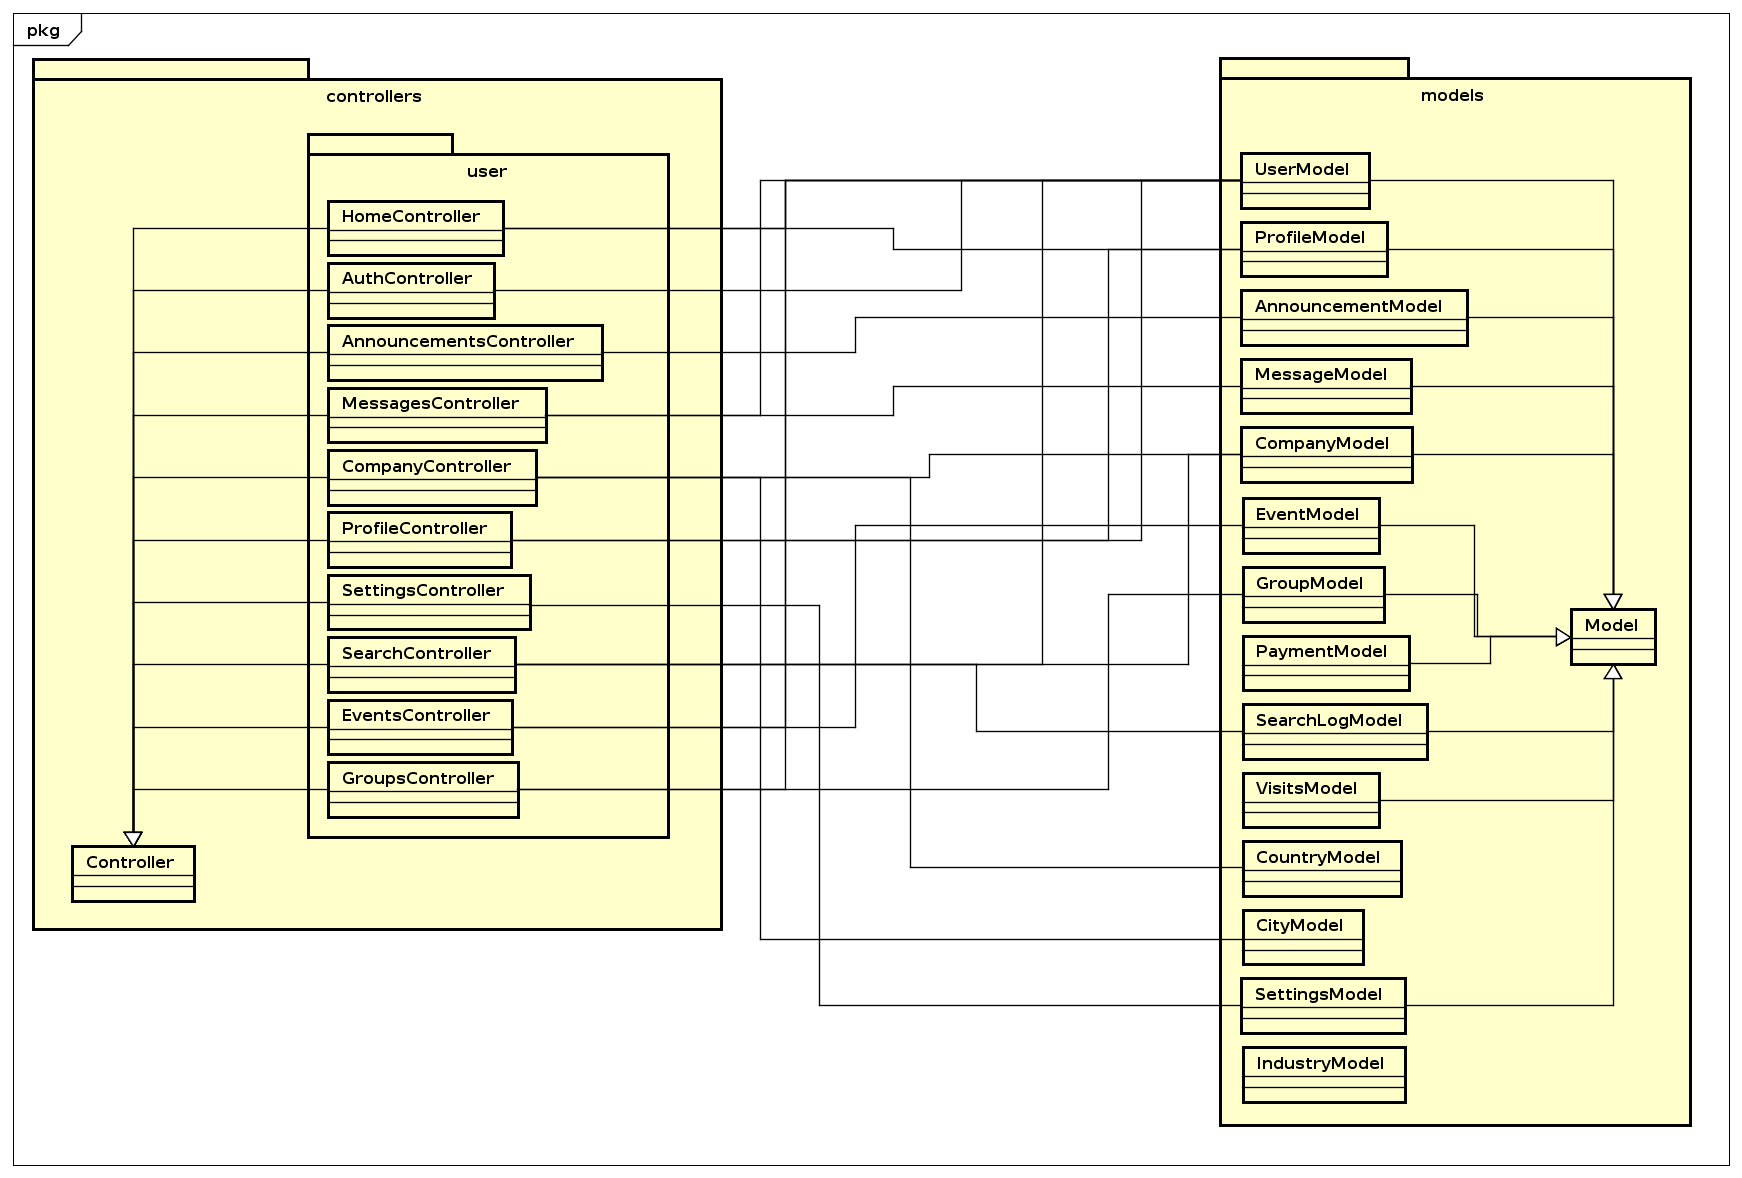 pkg
controllers
user
HomeController
AuthController
AnnouncementsController
MessagesController
CompanyController
ProfileController
SettingsController
SearchController
EventsController
GroupsController
Controller
models
UserModel
ProfileModel
AnnouncementModel
MessageModel
CompanyModel
EventModel
GroupModel
Model
PaymentModel
SearchLogModel
VisitsModel
CountryModel
CityModel
SettingsModel
IndustryModel